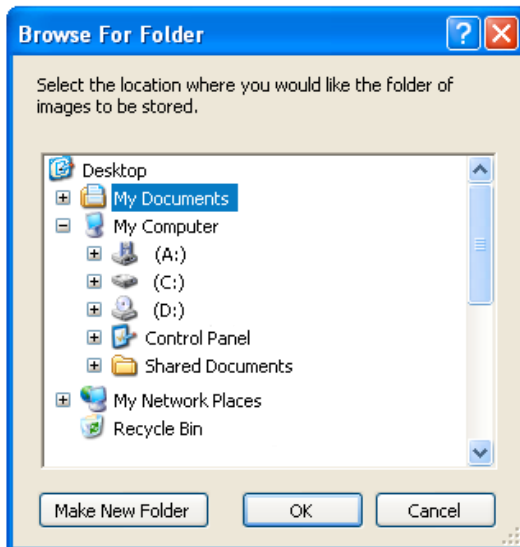 Browse For Folder
Select the location where you would like the folder of
images to be stored.
Desktop
My Documents
My Computer
(A:)
(C:)
(D:)
Control Panel
Shared Documents
My Network Places
Recycle Bin
Make New Folder OK Cancel